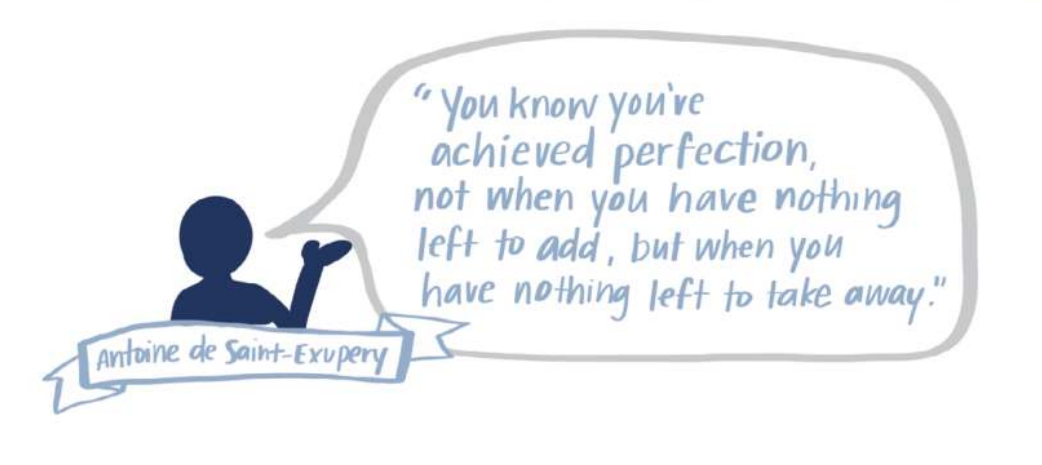 “You know you've
achieved perfection,
not when you have nothing
left to add, but when you
have nothing left to take away."
Antoine de Saint-Exupery